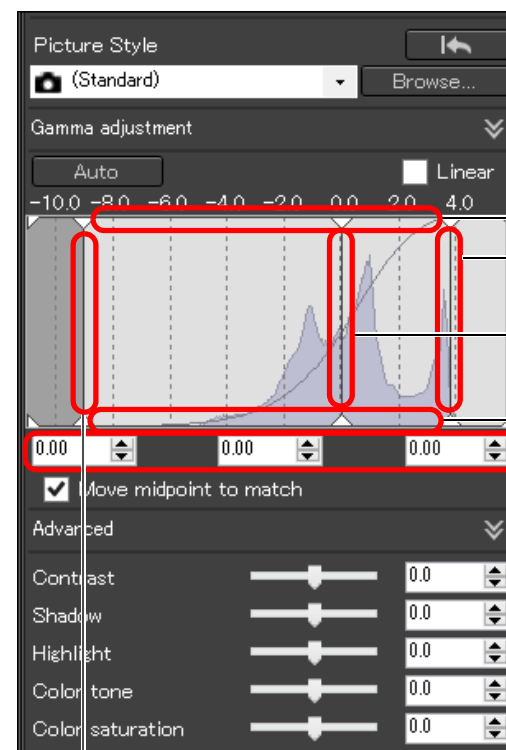 Picture Style
(Standard)
Browse...
Gamma adjustment
Auto
Linear
-10.0 -8.0 -6.0 -4.0 -2.0 0.0 2.0 4.0
0.00 0.00 0.00
Move midpoint to match
Advanced
Contrast 0.0
Shadow 0.0
Highlight 0.0
Color tone 0.0
Color saturation 0.0